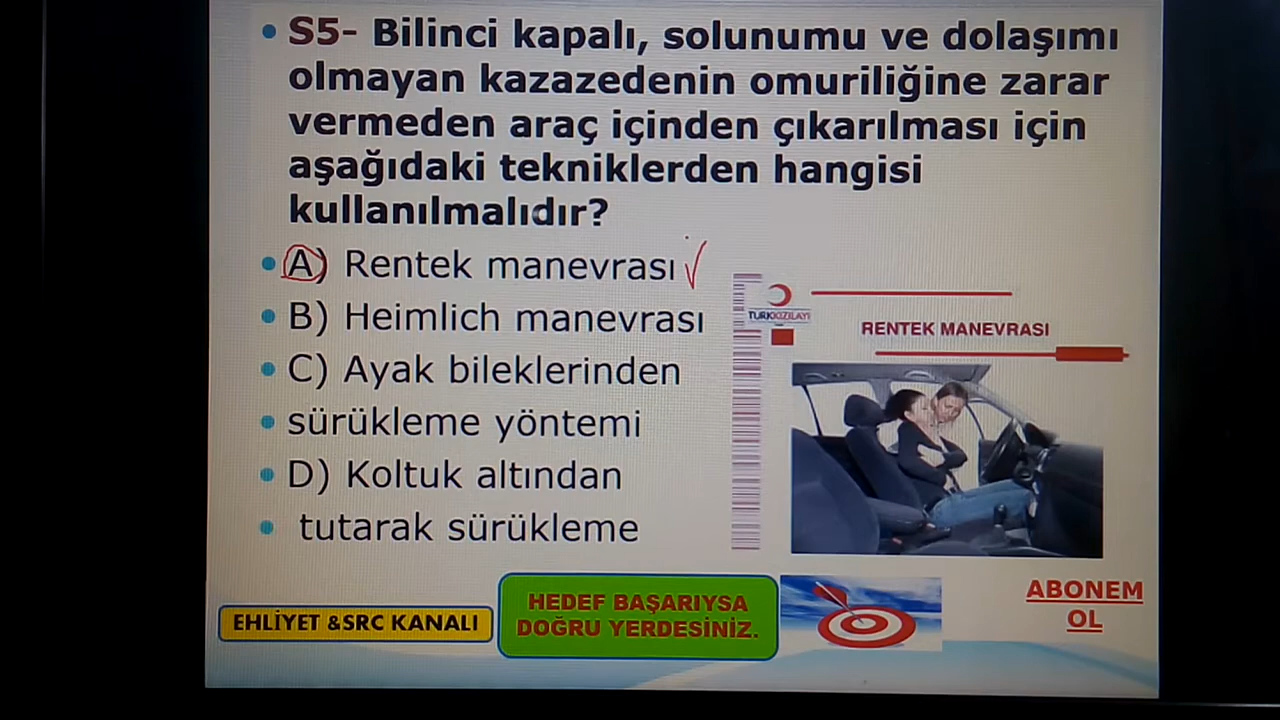 S5- Bilinci kapalı, solunumu ve dolaşımı
olmayan kazazedenin omuriliğine zarar
vermeden araç içinden çıkarılması için
aşağıdaki tekniklerden hangisi
kullanılmalıdır?
A) Rentek manevrası
B) Heimlich manevrası
C) Ayak bileklerinden
sürükleme yöntemi
D) Koltuk altından
tutarak sürükleme
TURKKIZILAYI
RENTEK MANEVRASI
EHLİYET &SRC KANALI
HEDEF BAŞARIYSA
DOĞRU YERDESİNİZ.
ABONEM
OL